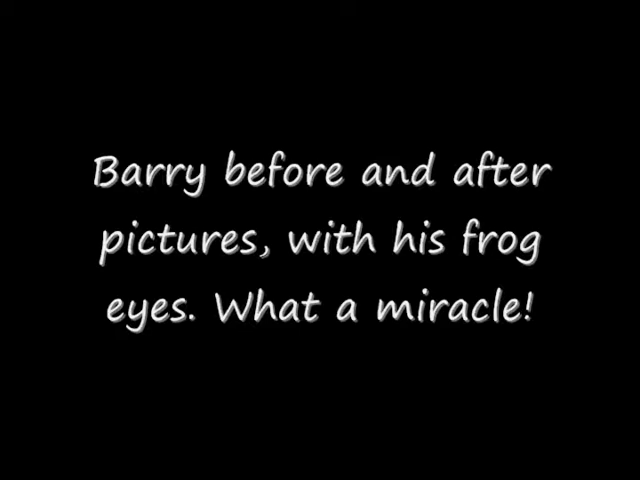 Barry before and after
pictures, with his frog
eyes. What a miracle!